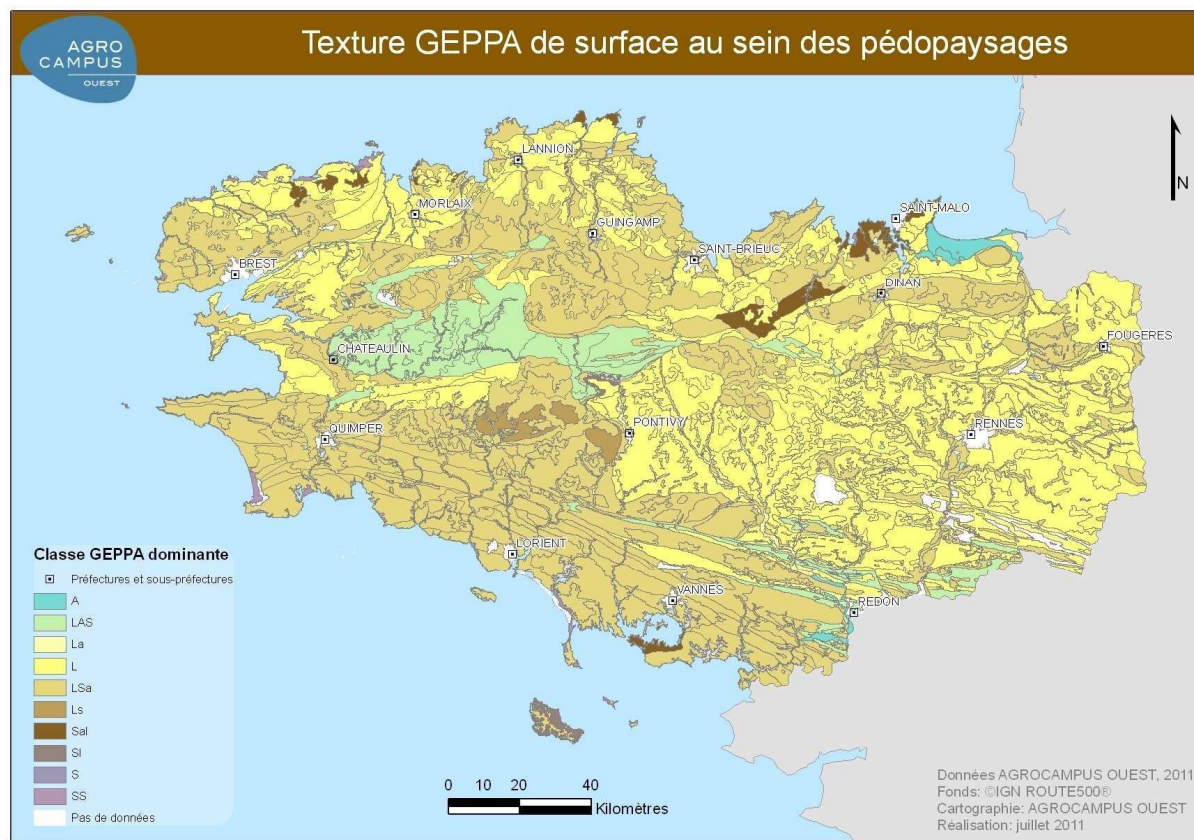 AGRO
CAMPUS
OUEST
Texture GEPPA de surface au sein des pédopaysages
N
LANNION
MORLAIX
GUINGAMP
SAINT-MALO
SAINT-BRIEUC
BREST
DINAN
CHATEAULIN
FOUGERES
QUIMPER
PONTIVY
RENNES
LORIENT
VANNES
REDON
Classe GEPPA dominante
Préfectures et sous-préfectures
A
LAS
La
L
LSa
Ls
Sal
Sl
S
SS
Pas de données
0 10 20 40
Kilomètres
Données AGROCAMPUS OUEST, 2011
Fonds: ©IGN ROUTE500®
Cartographie: AGROCAMPUS OUEST
Réalisation: juillet 2011